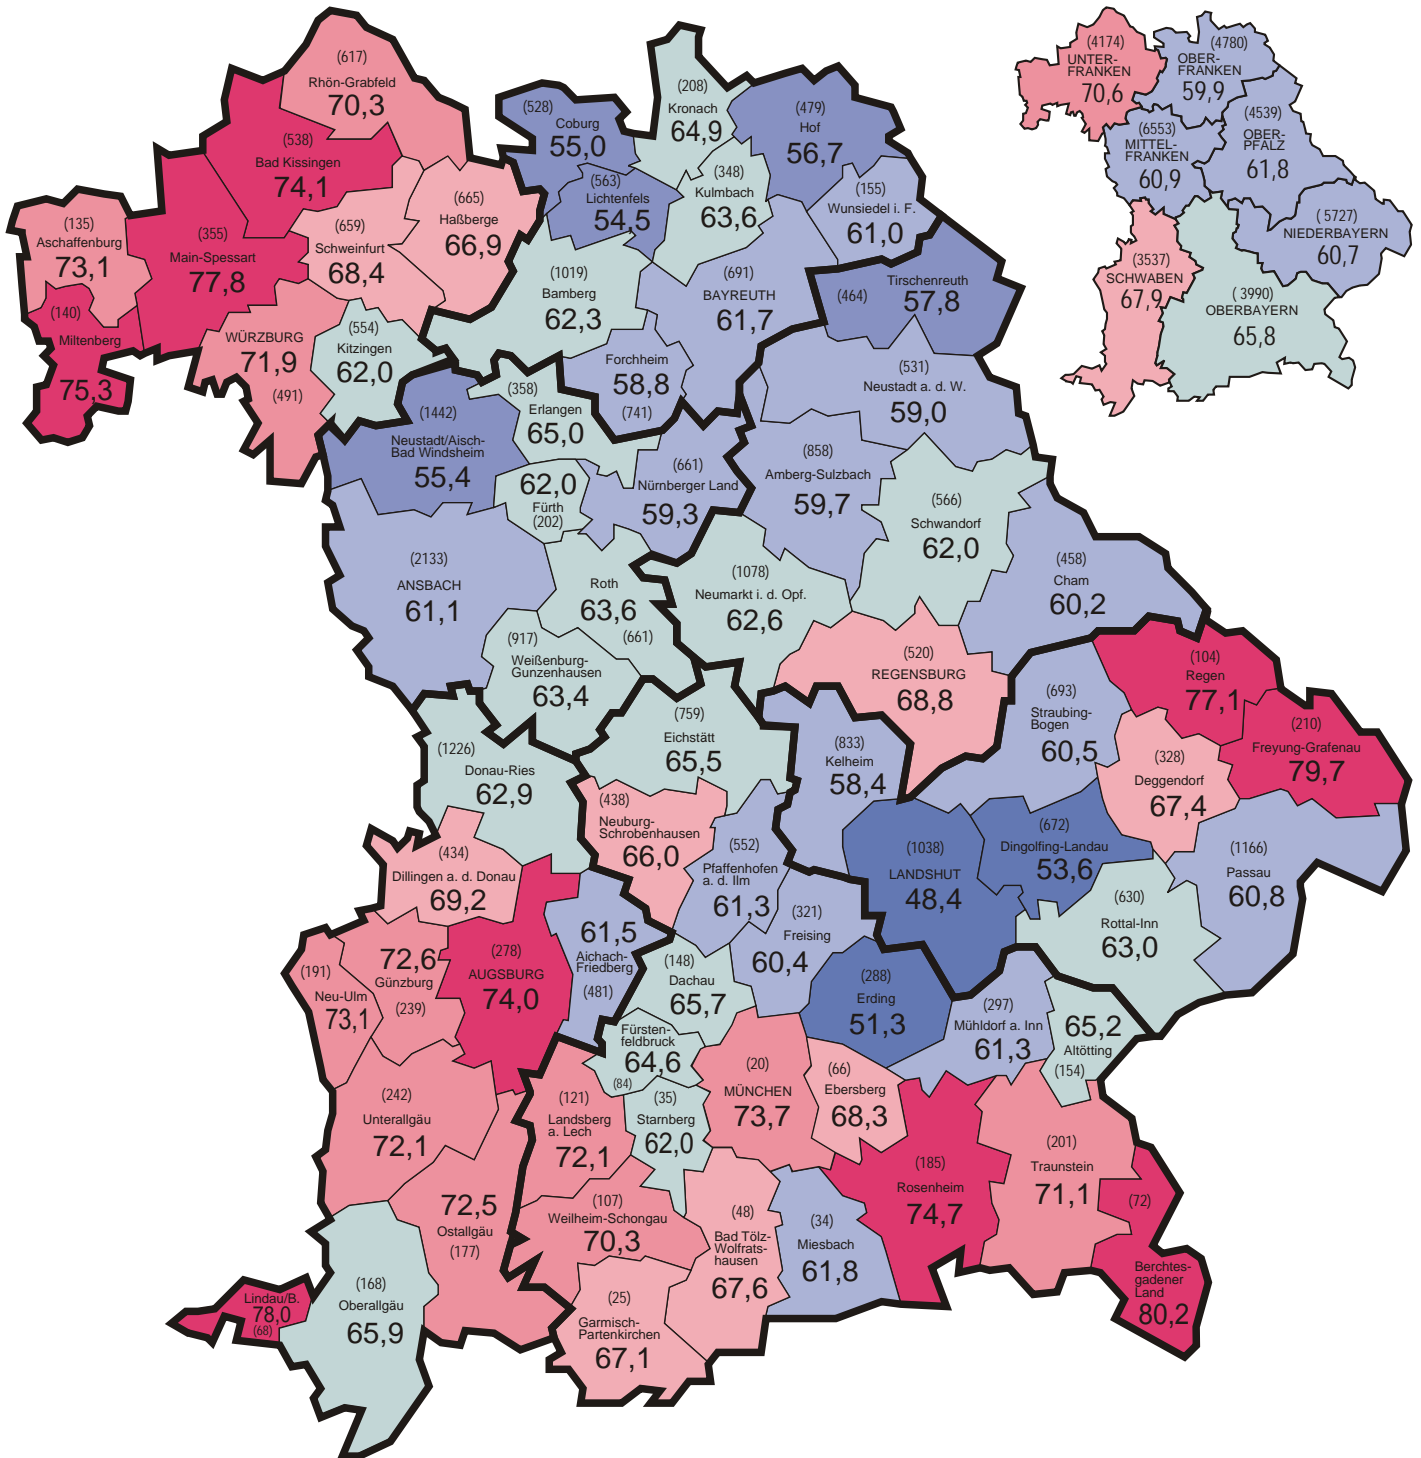 (617)
Rhön-Grabfeld
70,3
(538)
Bad Kissingen
74,1
(135)
Aschaffenburg
73,1
(355)
Main-Spessart
77,8
(140)
Miltenberg
75,3
(659)
Schweinfurt
68,4
(665)
Haßberge
66,9
WÜRZBURG
71,9
(491)
(554)
Kitzingen
62,0
(528)
Coburg
55,0
(563)
Lichtenfels
54,5
(208)
Kronach
64,9
(348)
Kulmbach
63,6
(479)
Hof
56,7
(155)
Wunsiedel i. F.
61,0
(1019)
Bamberg
62,3
(691)
BAYREUTH
61,7
Forchheim
58,8
(741)
Tirschenreuth
(464)
57,8
(531)
Neustadt a. d. W.
59,0
(1442)
Neustadt/Aisch-
Bad Windsheim
55,4
(358)
Erlangen
65,0
62,0
Fürth
(202)
(661)
Nürnberger Land
59,3
(858)
Amberg-Sulzbach
59,7
(566)
Schwandorf
62,0
(2133)
ANSBACH
61,1
Roth
63,6
(661)
(1078)
Neumarkt i. d. Opf.
62,6
(458)
Cham
60,2
(917)
Weißenburg-
Gunzenhausen
63,4
(520)
REGENSBURG
68,8
(104)
Regen
77,1
(210)
Freyung-Grafenau
79,7
(693)
Straubing-
Bogen
60,5
(328)
Deggendorf
67,4
(759)
Eichstätt
65,5
(833)
Kelheim
58,4
(1226)
Donau-Ries
62,9
(438)
Neuburg-
Schrobenhausen
66,0
(552)
Pfaffenhofen
a. d. Ilm
61,3
(1038)
LANDSHUT
48,4
(672)
Dingolfing-Landau
53,6
(1166)
Passau
60,8
(630)
Rottal-Inn
63,0
(434)
Dillingen a. d. Donau
69,2
(278)
AUGSBURG
74,0
61,5
Aichach-
Friedberg
(481)
(321)
Freising
60,4
72,6
Günzburg
(239)
(191)
Neu-Ulm
73,1
(148)
Dachau
65,7
(288)
Erding
51,3
(297)
Mühldorf a. Inn
61,3
65,2
Altötting
(154)
Fürsten-
feldbruck
64,6
(84)
(20)
MÜNCHEN
73,7
(66)
Ebersberg
68,3
(242)
Unterallgäu
72,1
(121)
Landsberg
a. Lech
72,1
(35)
Starnberg
62,0
(185)
Rosenheim
74,7
(201)
Traunstein
71,1
(72)
Berchtes-
gadener
Land
80,2
72,5
Ostallgäu
(177)
(107)
Weilheim-Schongau
70,3
(48)
Bad Tölz-
Wolfrats-
hausen
67,6
(34)
Miesbach
61,8
(168)
Oberallgäu
65,9
Lindau/B.
78,0
(68)
(25)
Garmisch-
Partenkirchen
67,1
(4174)
UNTER-
FRANKEN
70,6
(4780)
OBER-
FRANKEN
59,9
(6553)
MITTEL-
FRANKEN
60,9
(4539)
OBER-
PFALZ
61,8
( 5727)
NIEDERBAYERN
60,7
(3537)
SCHWABEN
67,9
( 3990)
OBERBAYERN
65,8